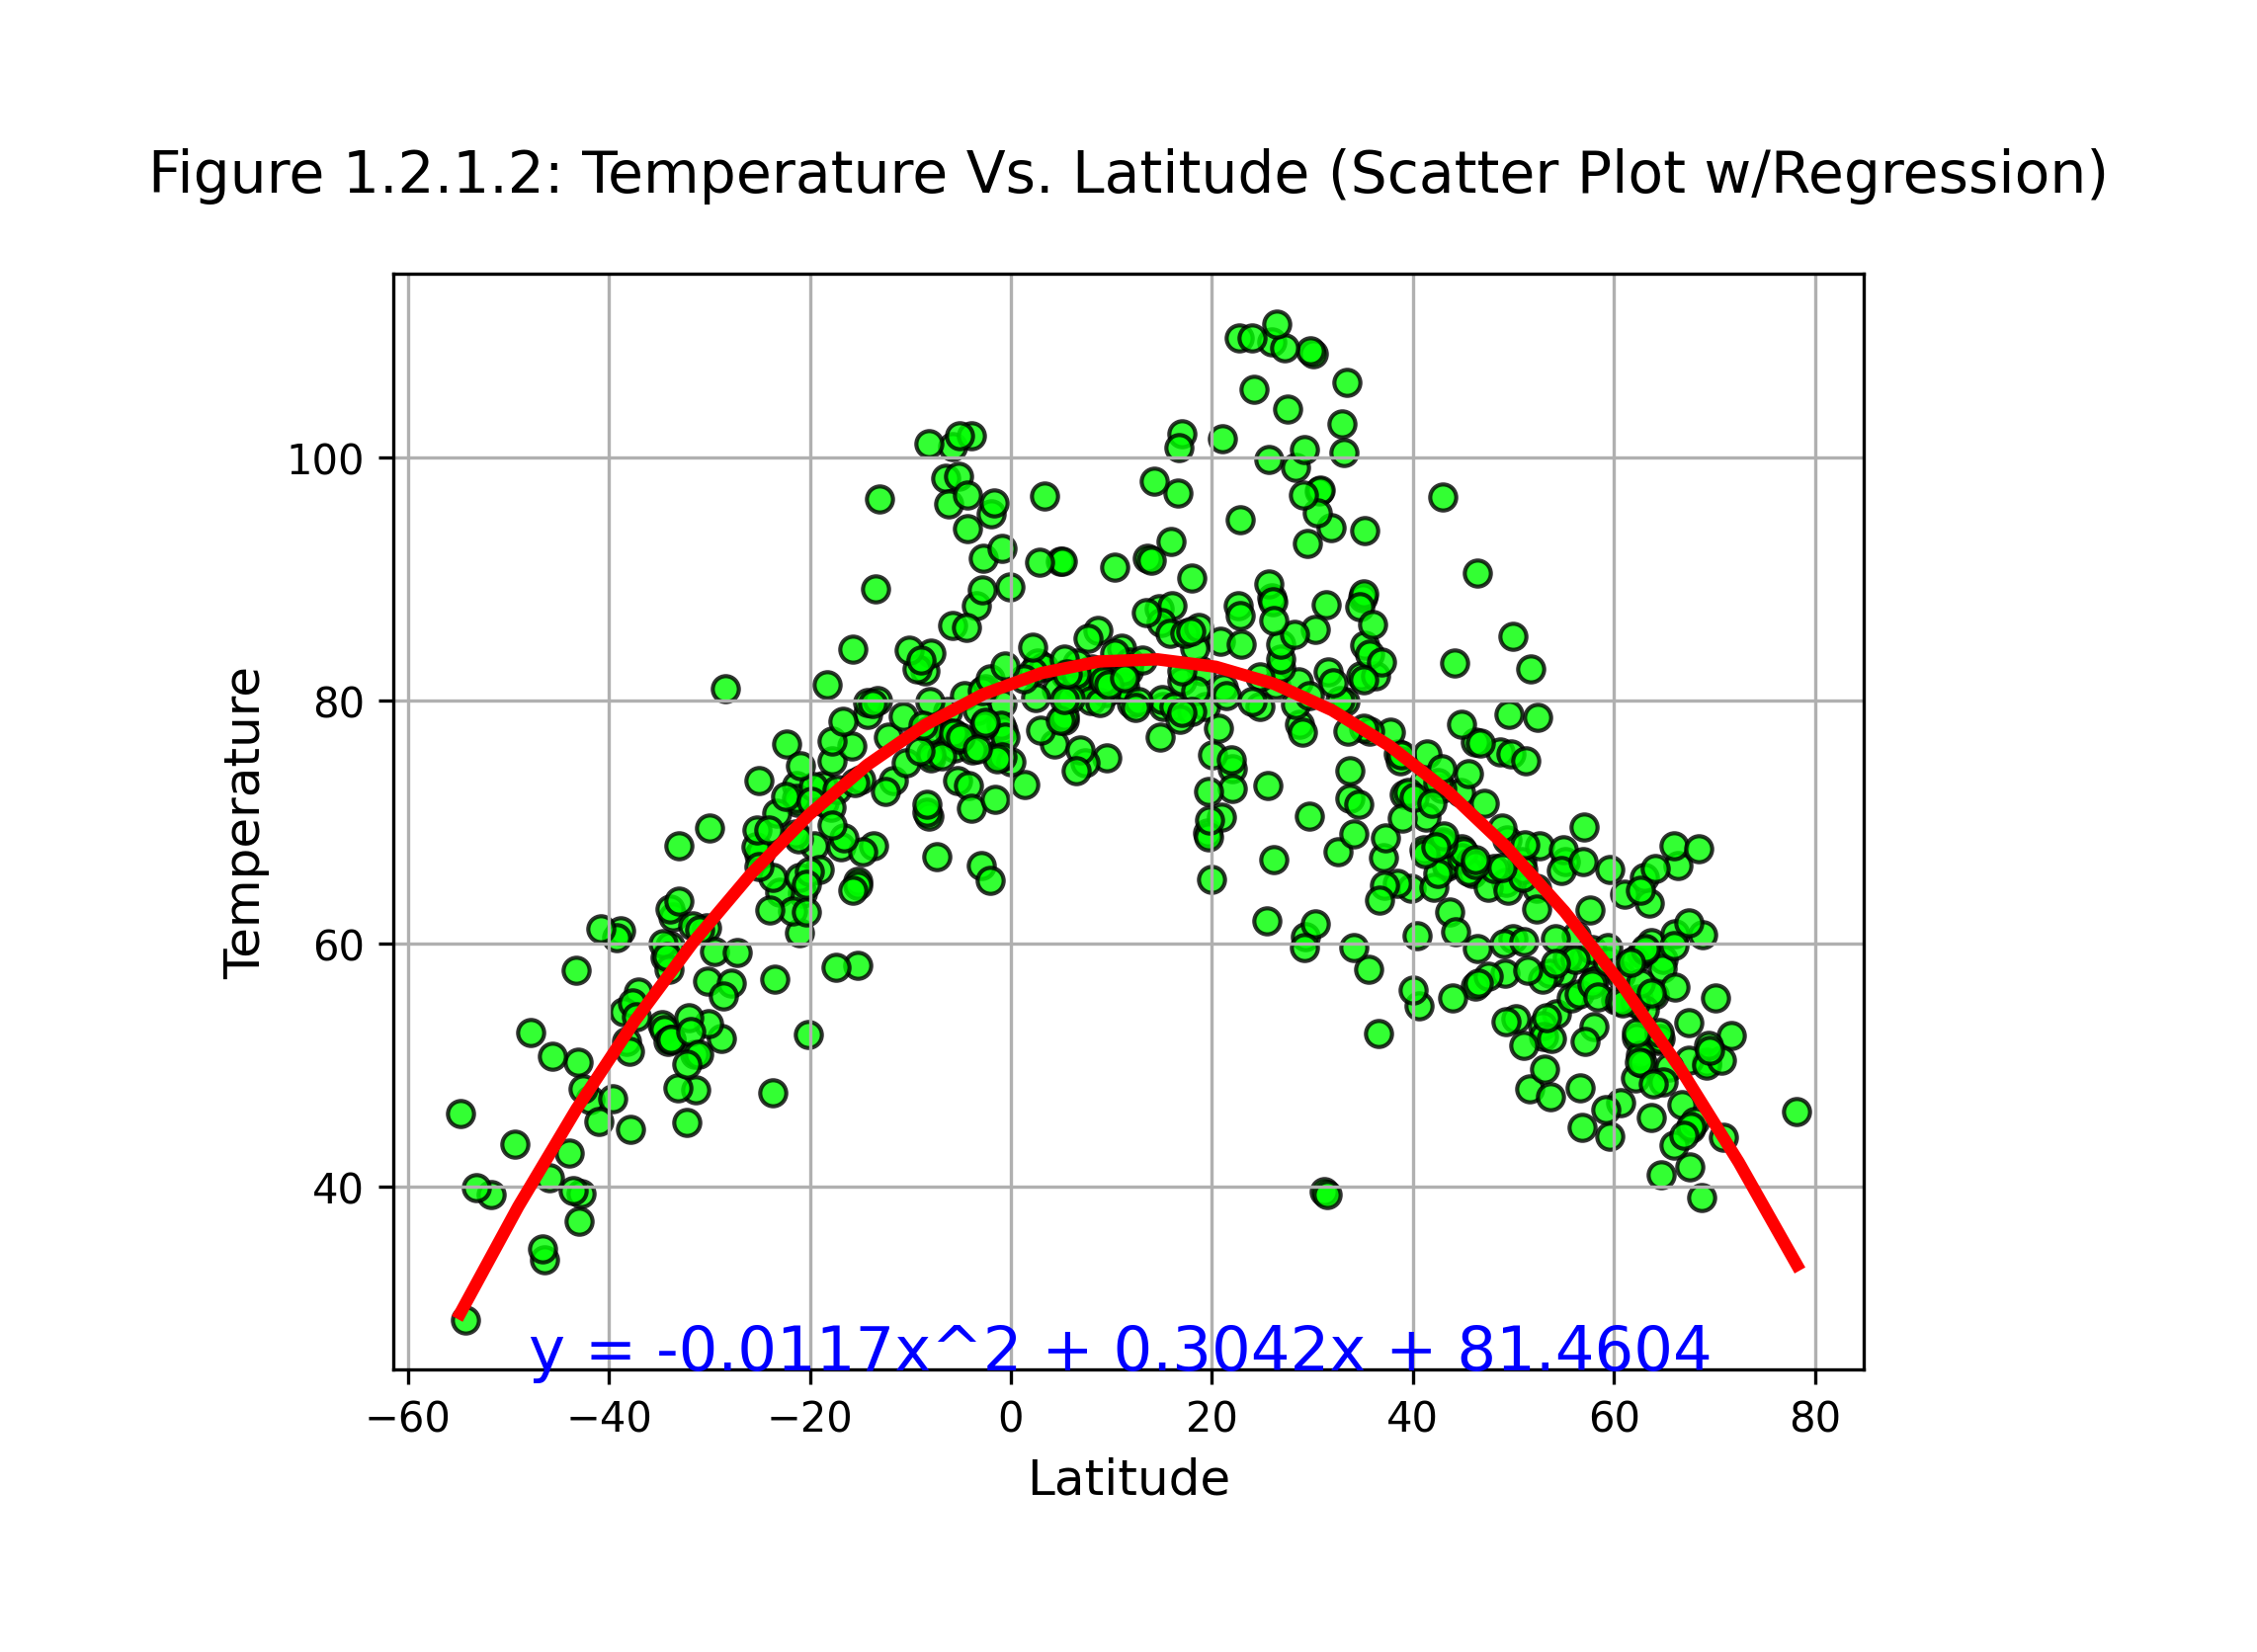 Figure 1.2.1.2: Temperature Vs. Latitude (Scatter Plot w/Regression)
Temperature
100
80
60
40
y = -0.0117x^2 + 0.3042x + 81.4604
−60 −40 −20 0 20 40 60 80
Latitude